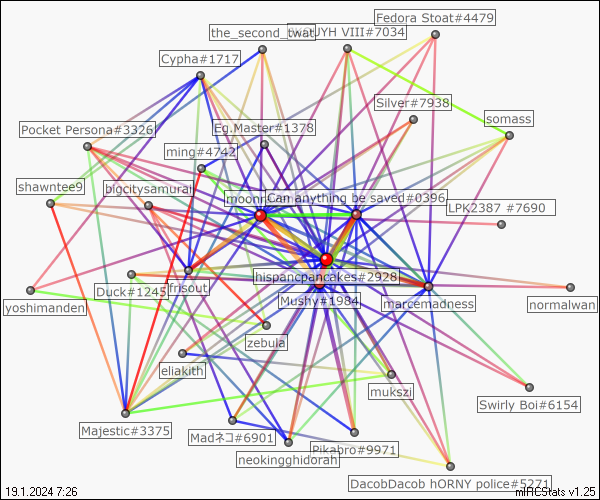 Fedora Stoat#4479
the_second_twat
UYH VIII#7034
Cypha#1717
Silver#7938
somass
Pocket Persona#3326
Eg.Master#1378
ming#4742
shawntee9
bigcitysamurai
moonr
Can anything be saved#0396
LPK2387 #7690
hispancpancakes#2928
Duck#1245
frisout
Mushy#1984
marcemadness
normalwan
yoshimanden
zebula
eliakith
mukszi
Swirly Boi#6154
Majestic#3375
Madネコ#6901
Pikabro#9971
neokingghidorah
DacobDacob hORNY police#5271
19.1.2024 7:26
mIRCStats v1.25